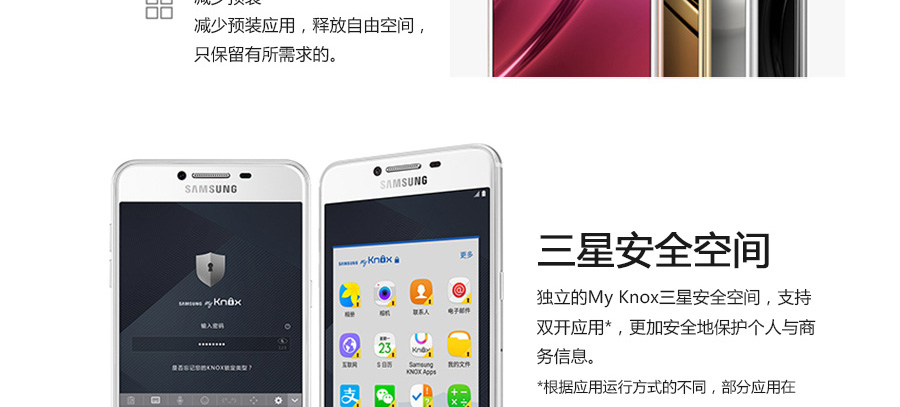 减少预装
减少预装应用，释放自由空间，
只保留有所需求的。
SAMSUNG
SAMSUNG my Knox
输入密码
是否忘记您的KNOX锁定类型？
SAMSUNG
SAMSUNG my Knox 更多
相册 相机 联系人 电子邮件
31
23
Knox
互联网 S 日历 Samsung KNOX Apps 我的文件
12
三星安全空间
独立的My Knox三星安全空间，支持
双开应用*，更加安全地保护个人与商
务信息。
*根据应用运行方式的不同，部分应用在